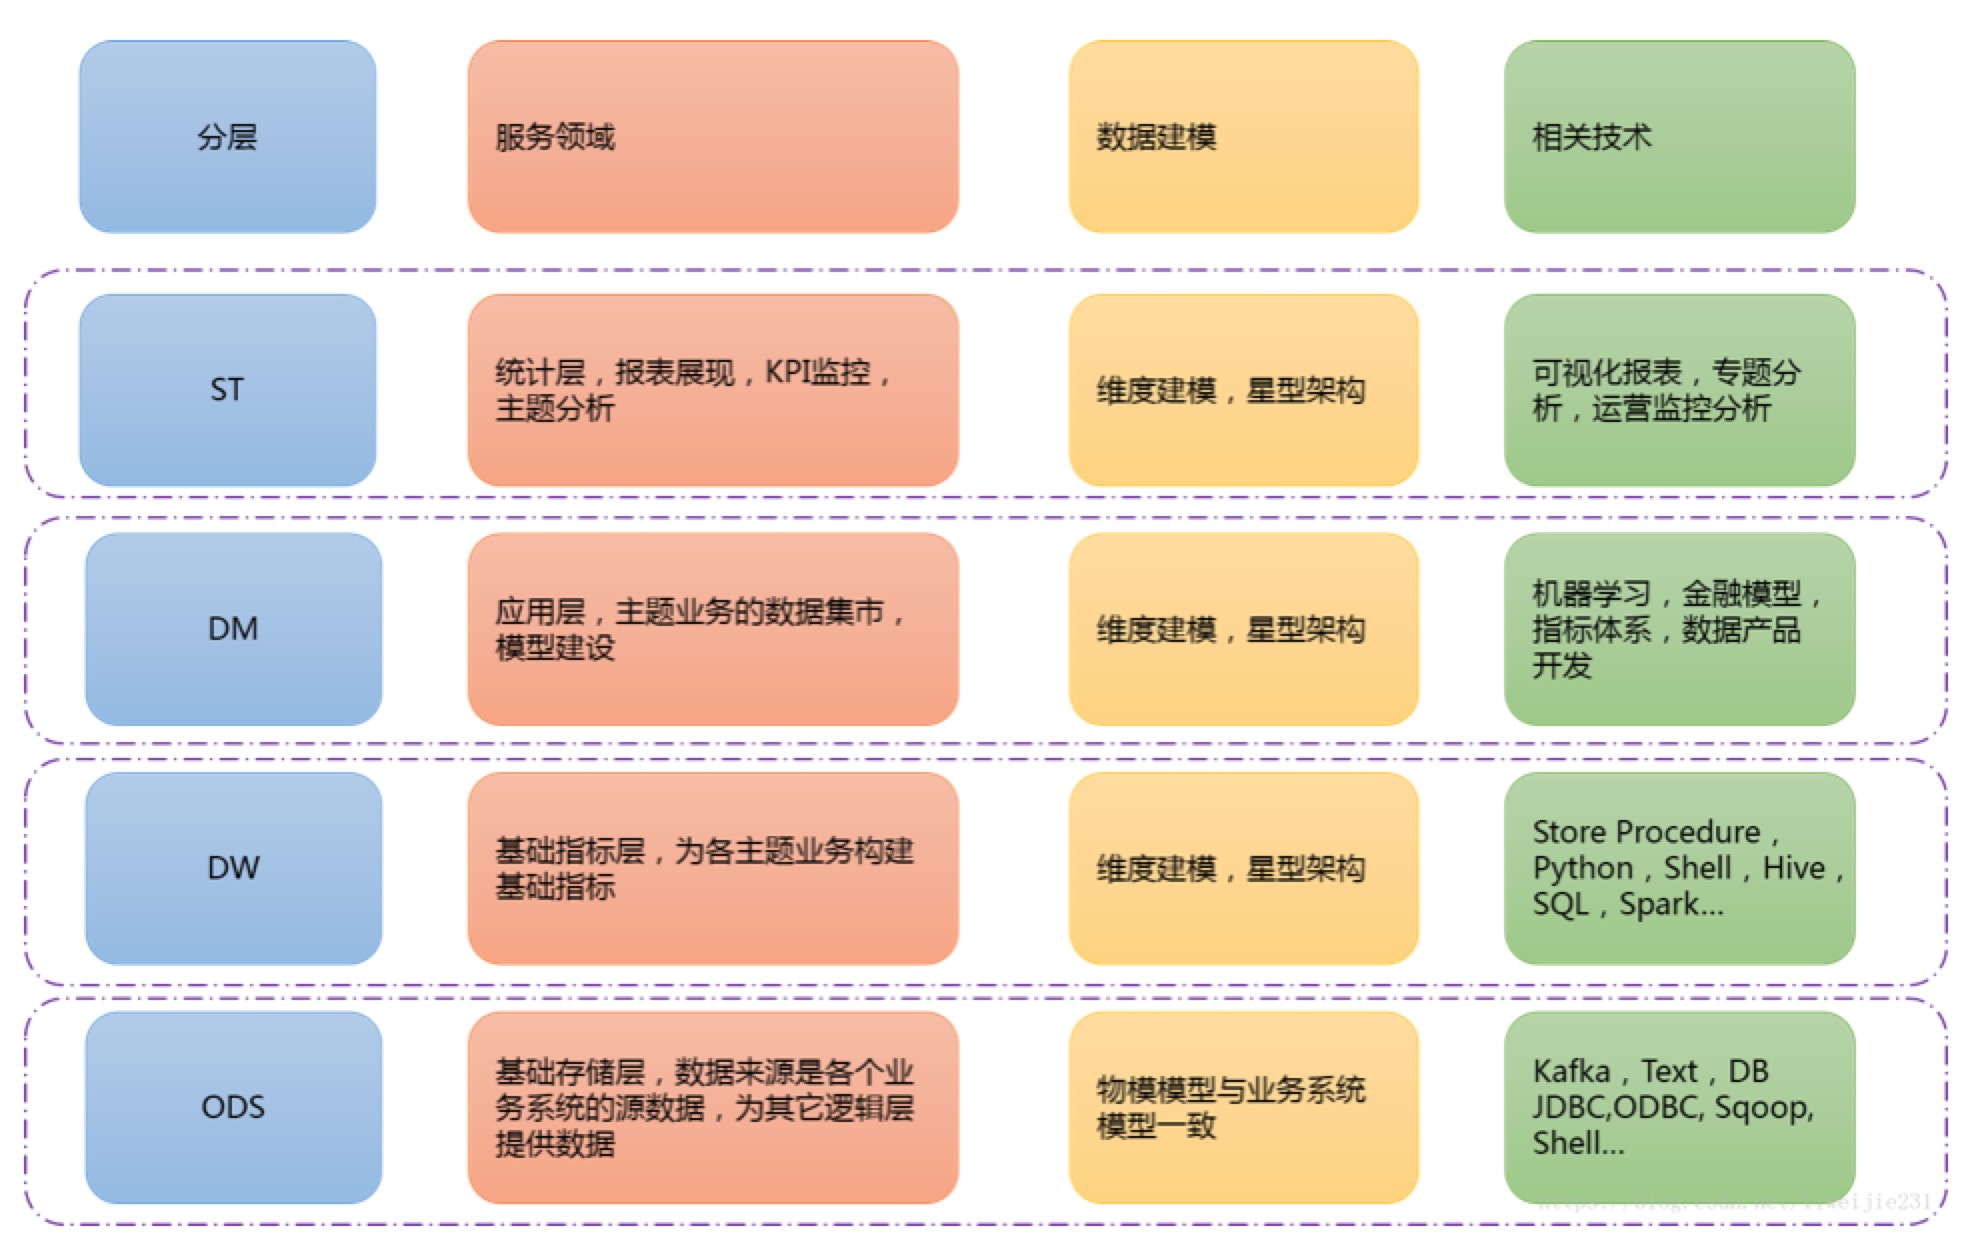 分层
服务领域
数据建模
相关技术
ST
统计层，报表展现，KPI监控，
主题分析
维度建模，星型架构
可视化报表，专题分
析，运营监控分析
DM
应用层，主题业务的数据集市，
模型建设
维度建模，星型架构
机器学习，金融模型，
指标体系，数据产品
开发
DW
基础指标层，为各主题业务构建
基础指标
维度建模，星型架构
Store Procedure，
Python，Shell，Hive，
SQL，Spark...
ODS
基础存储层，数据来源是各个业
务系统的源数据，为其它逻辑层
提供数据
物模模型与业务系统
模型一致
Kafka，Text，DB
JDBC,ODBC, Sqoop,
Shell...